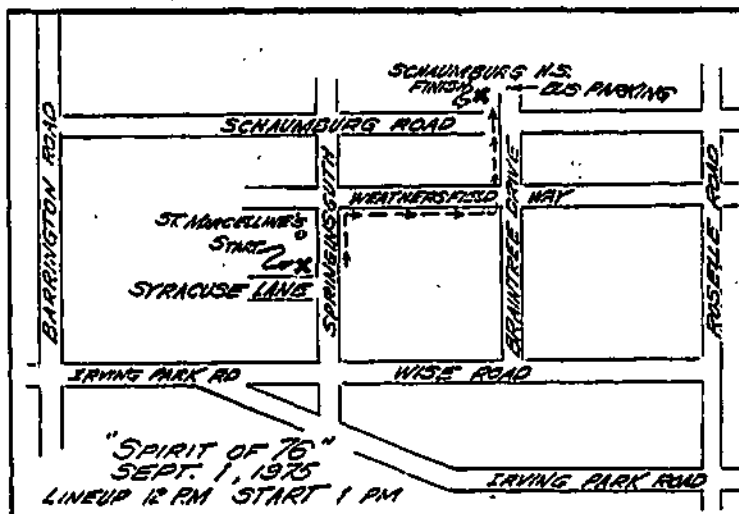 SCHAUMBURG H.S.
FINISH
BUS PARKING
SCHAUMBURG ROAD
BARRINGTON ROAD
SPRINGINSGUTH
WEATHERSFIELD WAY
BRAINTREE DRIVE
ROSELLE ROAD
ST. MARCELLINE'S
START
SYRACUSE LANE
IRVING PARK RD
WISE ROAD
"SPIRIT OF 76"
SEPT. 1, 1975
LINEUP 12 PM START 1 PM
IRVING PARK ROAD